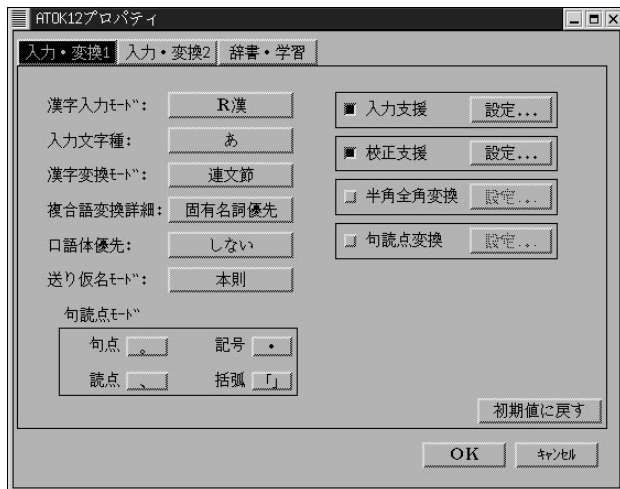 ATOK12プロパティ
入力・変換1 入力・変換2 辞書・学習
漢字入力ﾓｰﾄﾞ: R漢
入力文字種: あ
漢字変換ﾓｰﾄﾞ: 連文節
複合語変換詳細: 固有名詞優先
口語体優先: しない
送り仮名ﾓｰﾄﾞ: 本則
句読点ﾓｰﾄﾞ
句点 。 記号 ・
読点 、 括弧 「」
入力支援 設定...
校正支援 設定...
半角全角変換 設定...
句読点変換 設定...
初期値に戻す
OK ｷｬﾝｾﾙ